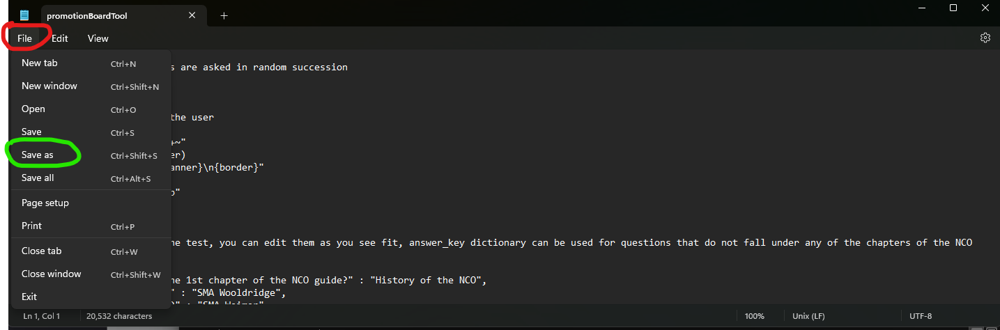 promotionBoardTool
File Edit View
New tab Ctrl+N
s are asked in random succession
New window Ctrl+Shift+N
Open Ctrl+O
the user
Save Ctrl+S
+~"
Save as Ctrl+Shift+S
er)
anner}\n{border}"
Save all Ctrl+Alt+S
"
Page setup
Print Ctrl+P
he test, you can edit them as you see fit, answer_key dictionary can be used for questions that do not fall under any of the chapters of the NCO
Close tab Ctrl+W
Close window Ctrl+Shift+W
he 1st chapter of the NCO guide?" : "History of the NCO",
" : "SMA Wooldridge",
Exit
?" : "SMA Weimer"
Ln 1, Col 1 20,532 characters 100% Unix (LF) UTF-8